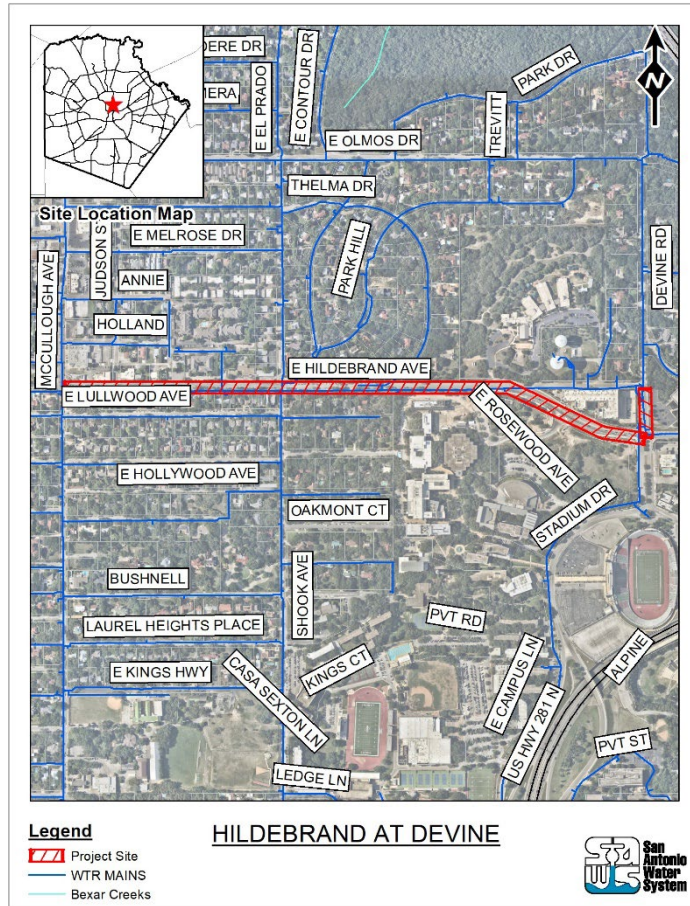 DERE DR
MERA
E EL PRADO
E CONTOUR DR
PARK DR
N
TREVITT
E OLMOS DR
THELMA DR
Site Location Map
JUDSON S
E MELROSE DR
PARK HILL
DEVINE RD
MCCULLOUGH AVE
ANNIE
HOLLAND
E HILDEBRAND AVE
E LULLWOOD AVE
E ROSEWOOD AVE
E HOLLYWOOD AVE
OAKMONT CT
STADIUM DR
BUSHNELL
SHOOK AVE
LAUREL HEIGHTS PLACE
PVT RD
E KINGS HWY
CASA SEXTON LN
KINGS CT
E CAMPUS LN
US HWY 281 N
ALPINE
PVT ST
LEDGE LN
Legend
Project Site
WTR MAINS
Bexar Creeks
HILDEBRAND AT DEVINE
San
Antonio
Water
System